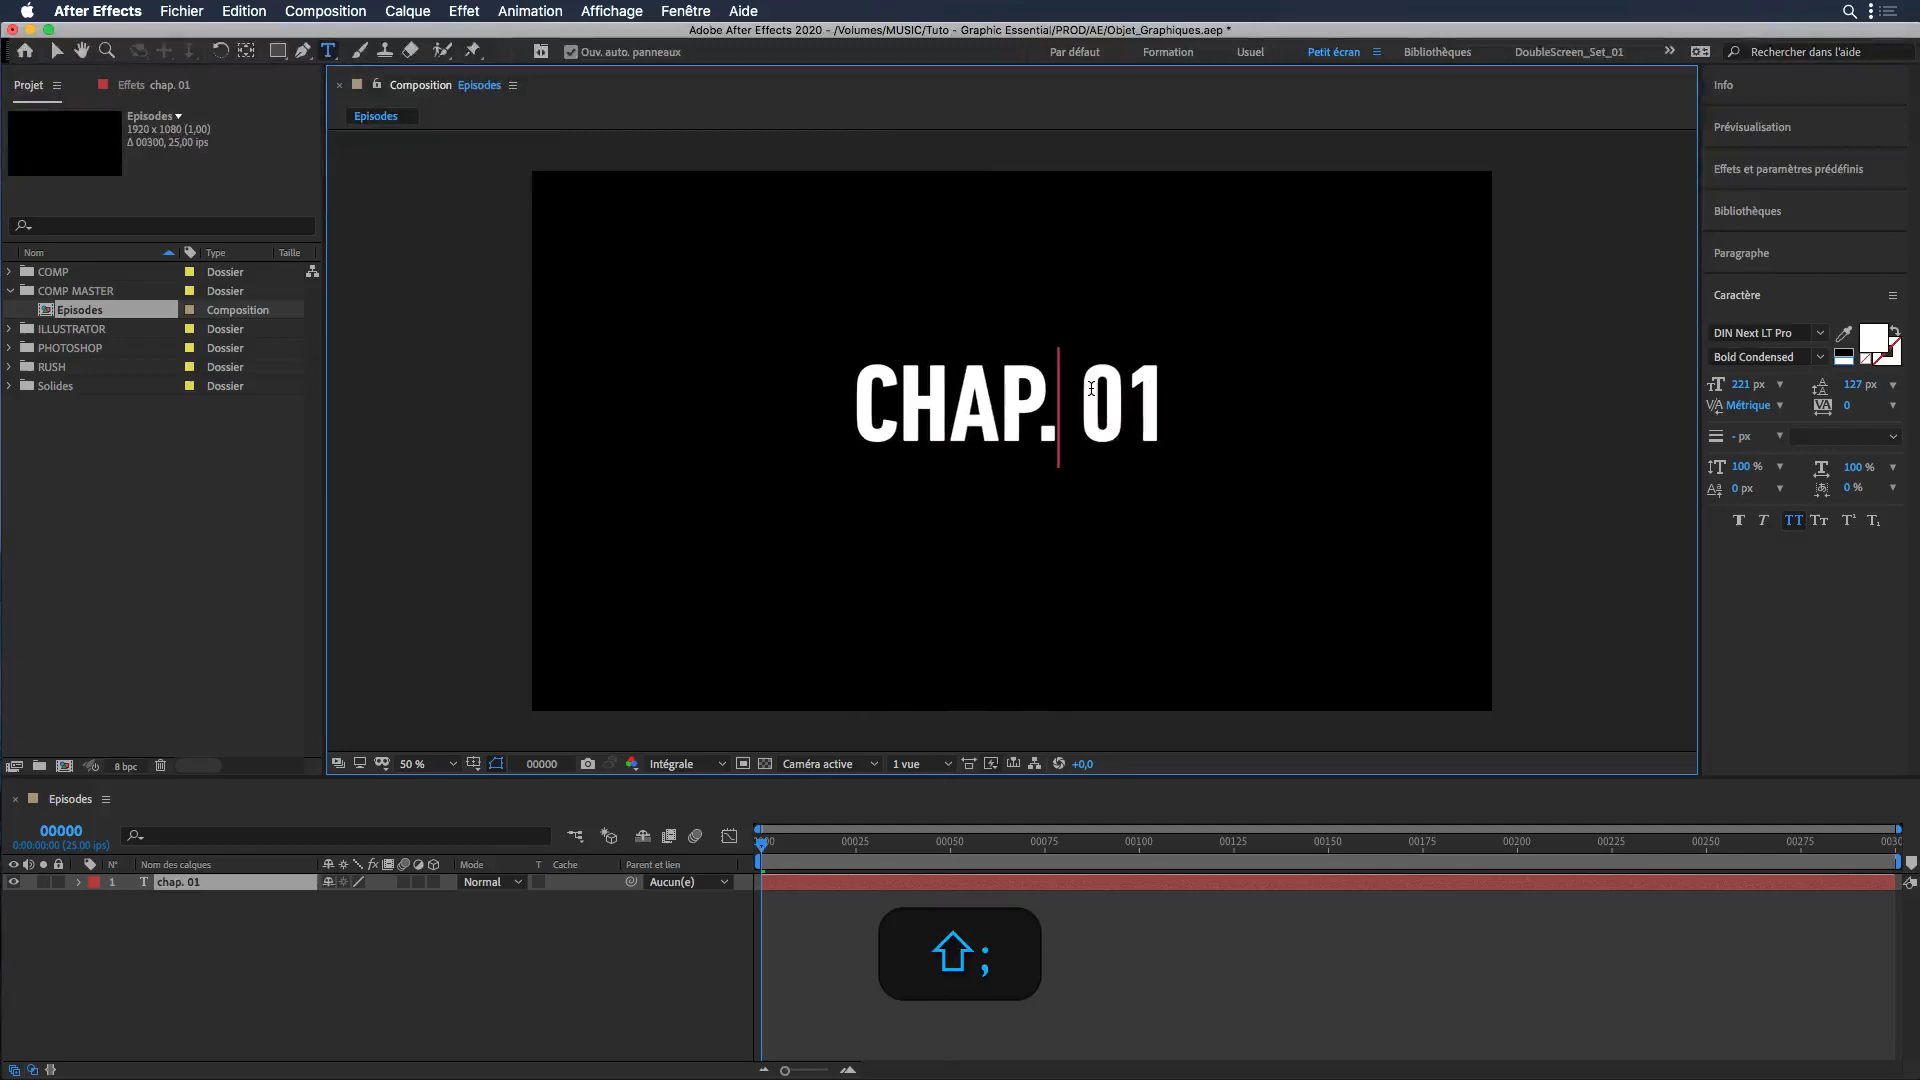 After Effects Fichier Edition Composition Calque Effet Animation Affichage Fenêtre Aide
Adobe After Effects 2020 - /Volumes/MUSIC/Tuto - Graphic Essential/PROD/AE/Objet_Graphiques.aep *
Ouv. auto. panneaux
Par défaut Formation Usuel Petit écran Bibliothèques DoubleScreen_Set_01 » Rechercher dans l'aide
Projet Effets chap. 01
Composition Episodes
Info
Episodes
1920 x 1080 (1,00)
Δ 00300, 25,00 ips
Episodes
Prévisualisation
Effets et paramètres prédéfinis
Bibliothèques
Paragraphe
Caractère
Nom Type Taille
COMP Dossier
COMP MASTER Dossier
Episodes Composition
ILLUSTRATOR Dossier
PHOTOSHOP Dossier
RUSH Dossier
Solides Dossier
CHAP. 01
DIN Next LT Pro
Bold Condensed
221 px 127 px
Métrique 0
- px
100 % 100 %
0 px 0 %
8 bpc
50 % 00000 Intégrale Caméra active 1 vue +0,0
Episodes
00000
0:00:00:00 (25.00 ips)
00025 00050 00075 00100 00125 00150 00175 00200 00225 00250 00275
N° Nom des calques Mode T Cache Parent et lien
1 T chap. 01 Normal Aucun(e)
⇧;